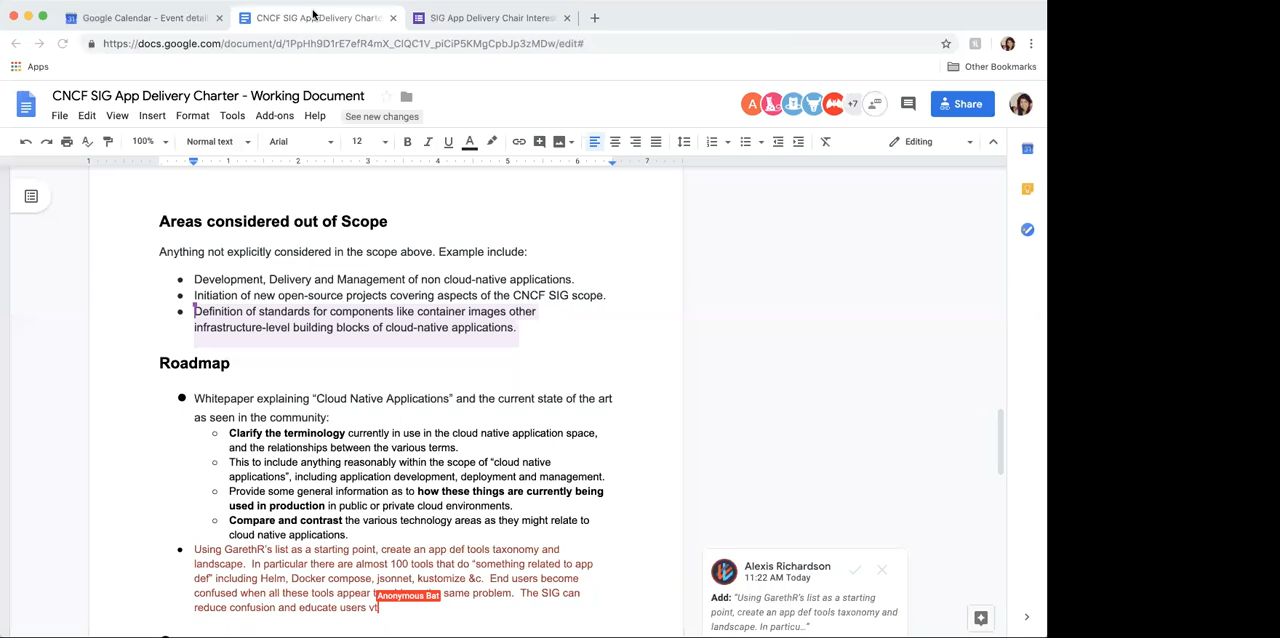 Google Calendar - Event detai
CNCF SIG App Delivery Charte
SIG App Delivery Chair Interes
https://docs.google.com/document/d/1PpHh9D1rE7efR4mX_ClQC1V_piCiP5KMgCpbJp3zMDw/edit#
Apps
Other Bookmarks
CNCF SIG App Delivery Charter - Working Document
A
+7
Share
File Edit View Insert Format Tools Add-ons Help See new changes
100% Normal text Arial 12 B I U A Editing
1 1 2 3 4 5 6 7
Areas considered out of Scope
Anything not explicitly considered in the scope above. Example include:
● Development, Delivery and Management of non cloud-native applications.
● Initiation of new open-source projects covering aspects of the CNCF SIG scope.
● Definition of standards for components like container images other
infrastructure-level building blocks of cloud-native applications.
Roadmap
● Whitepaper explaining “Cloud Native Applications” and the current state of the art
as seen in the community:
○ Clarify the terminology currently in use in the cloud native application space,
and the relationships between the various terms.
○ This to include anything reasonably within the scope of “cloud native
applications”, including application development, deployment and management.
○ Provide some general information as to how these things are currently being
used in production in public or private cloud environments.
○ Compare and contrast the various technology areas as they might relate to
cloud native applications.
● Using GarethR’s list as a starting point, create an app def tools taxonomy and
landscape. In particular there are almost 100 tools that do “something related to app
def” including Helm, Docker compose, jsonnet, kustomize &c. End users become
confused when all these tools appear same problem. The SIG can
Anonymous Bat
reduce confusion and educate users vt
Alexis Richardson
11:22 AM Today
Add: “Using GarethR’s list as a starting
point, create an app def tools taxonomy and
landscape. In particu...”